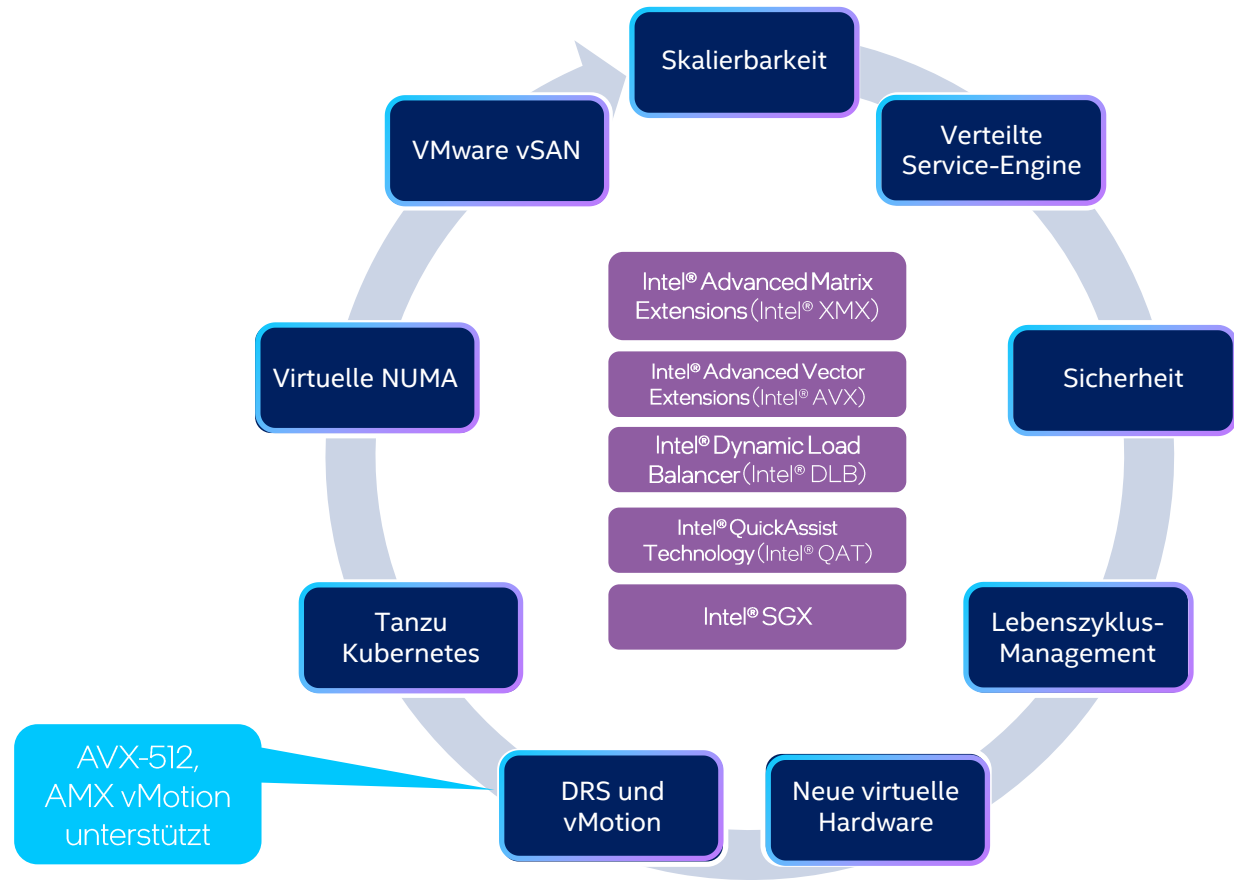 Skalierbarkeit
Verteilte
Service-Engine
Sicherheit
Lebenszyklus-
Management
Neue virtuelle
Hardware
DRS und
vMotion
AVX-512,
AMX vMotion
unterstützt
Tanzu
Kubernetes
Virtuelle NUMA
VMware vSAN
Intel® Advanced Matrix
Extensions (Intel® XMX)
Intel® Advanced Vector
Extensions (Intel® AVX)
Intel® Dynamic Load
Balancer (Intel® DLB)
Intel® QuickAssist
Technology (Intel® QAT)
Intel® SGX